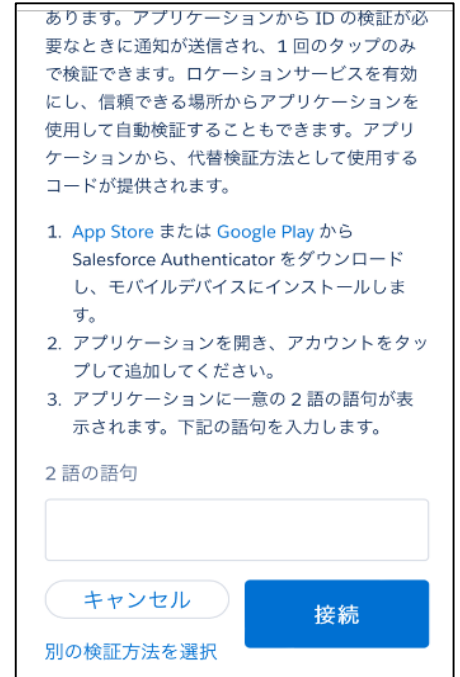 あります。アプリケーションから ID の検証が必
要なときに通知が送信され、1 回のタップのみ
で検証できます。ロケーションサービスを有効
にし、信頼できる場所からアプリケーションを
使用して自動検証することもできます。アプリ
ケーションから、代替検証方法として使用する
コードが提供されます。
1. App Store または Google Play から
Salesforce Authenticator をダウンロード
し、モバイルデバイスにインストールしま
す。
2. アプリケーションを開き、アカウントをタッ
プして追加してください。
3. アプリケーションに一意の 2 語の語句が表
示されます。下記の語句を入力します。
2 語の語句
キャンセル
接続
別の検証方法を選択